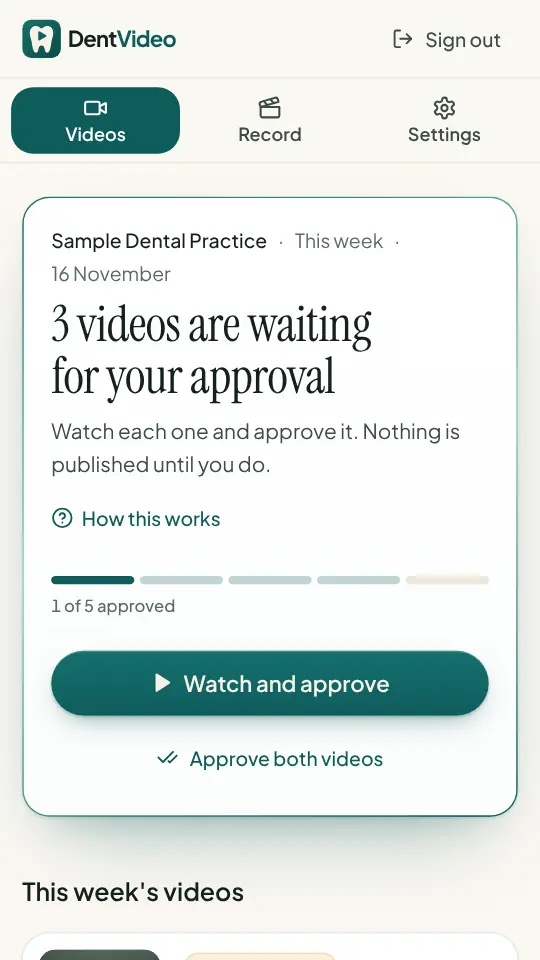 DentVideo
Sign out
Videos
Record
Settings
Sample Dental Practice · This week ·
16 November
3 videos are waiting
for your approval
Watch each one and approve it. Nothing is
published until you do.
How this works
1 of 5 approved
Watch and approve
Approve both videos
This week's videos